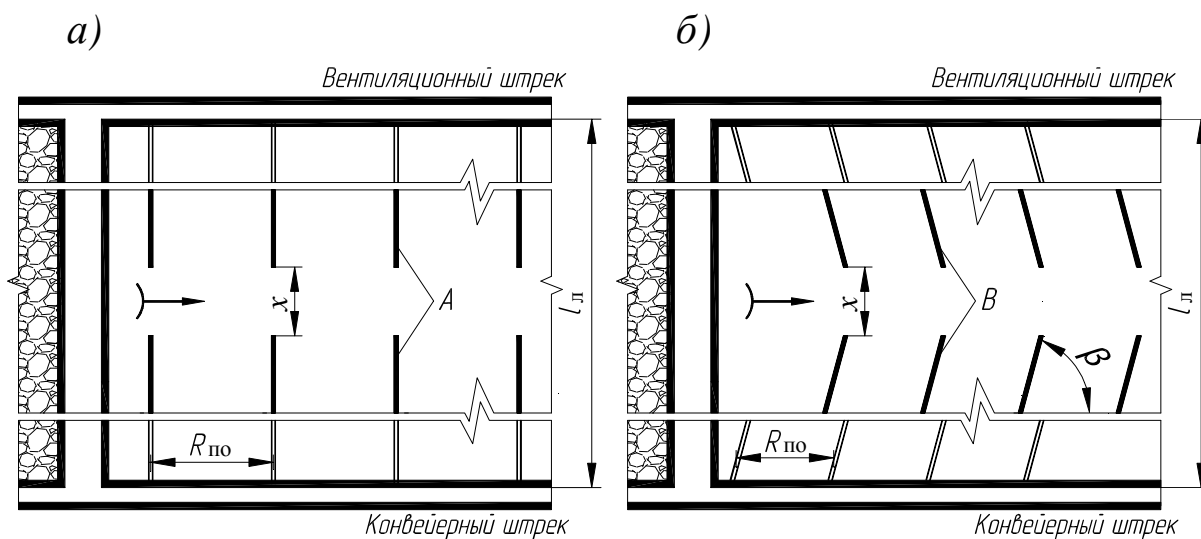 а) б)
Вентиляционный штрек Вентиляционный штрек
x A lл x B β lл
Rпо Rпо
Конвейерный штрек Конвейерный штрек